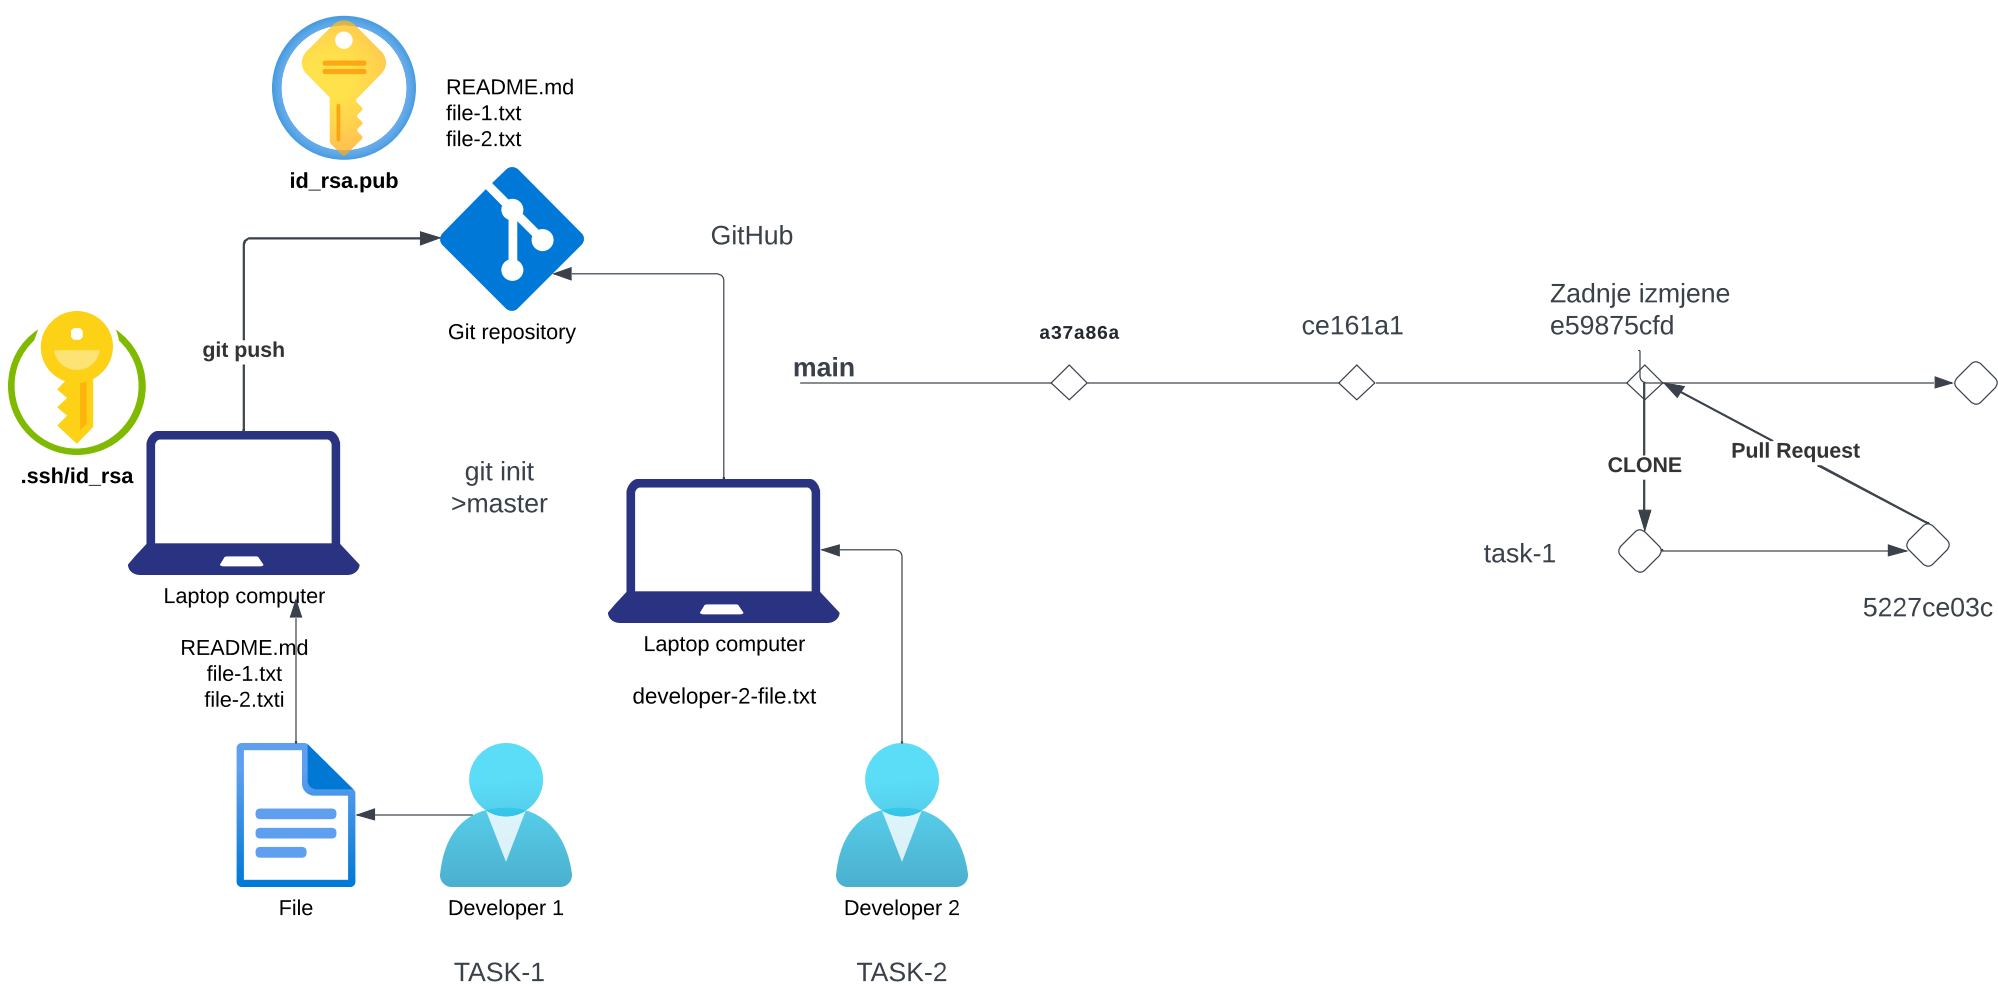 README.md
file-1.txt
file-2.txt
id_rsa.pub
GitHub
Git repository
git push
.ssh/id_rsa
Laptop computer
README.md
file-1.txt
file-2.txti
git init
>master
Laptop computer
developer-2-file.txt
File
Developer 1
Developer 2
TASK-1
TASK-2
main
a37a86a
ce161a1
Zadnje izmjene
e59875cfd
CLONE
Pull Request
task-1
5227ce03c